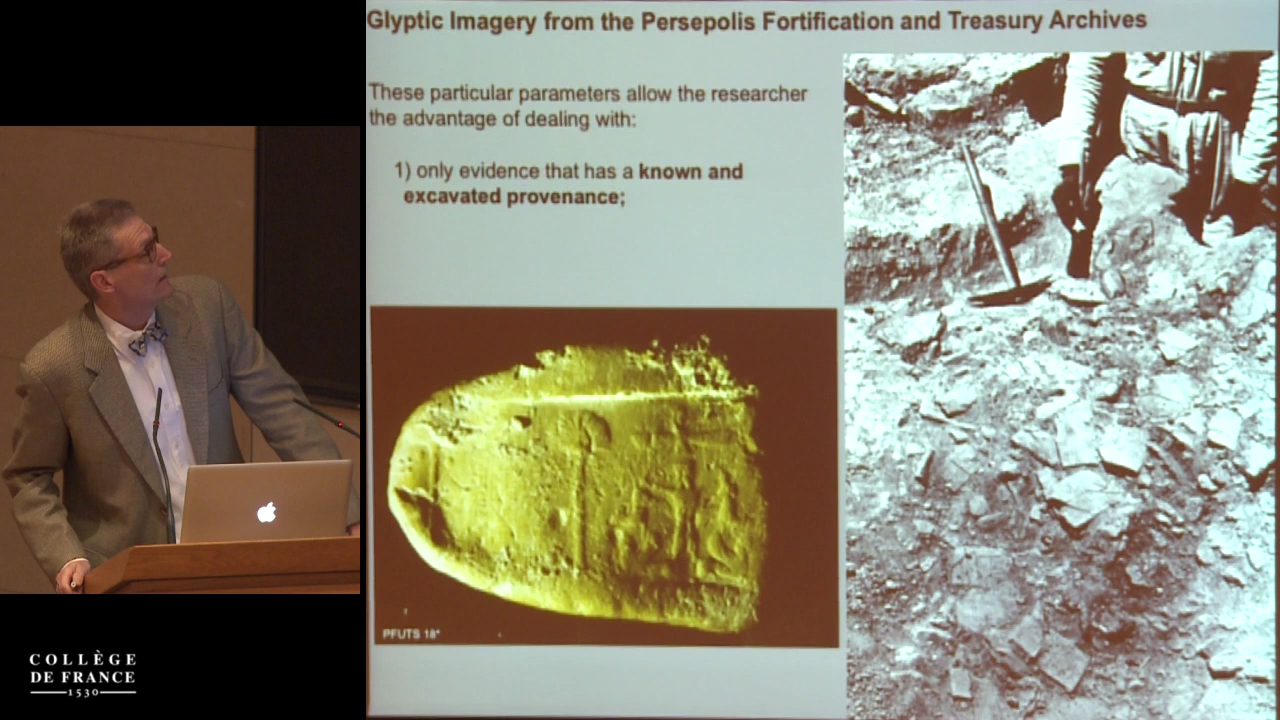 Glyptic Imagery from the Persepolis Fortification and Treasury Archives
These particular parameters allow the researcher
the advantage of dealing with:
1) only evidence that has a known and
excavated provenance;
PFUTS 18*
COLLÈGE
DE FRANCE
1530